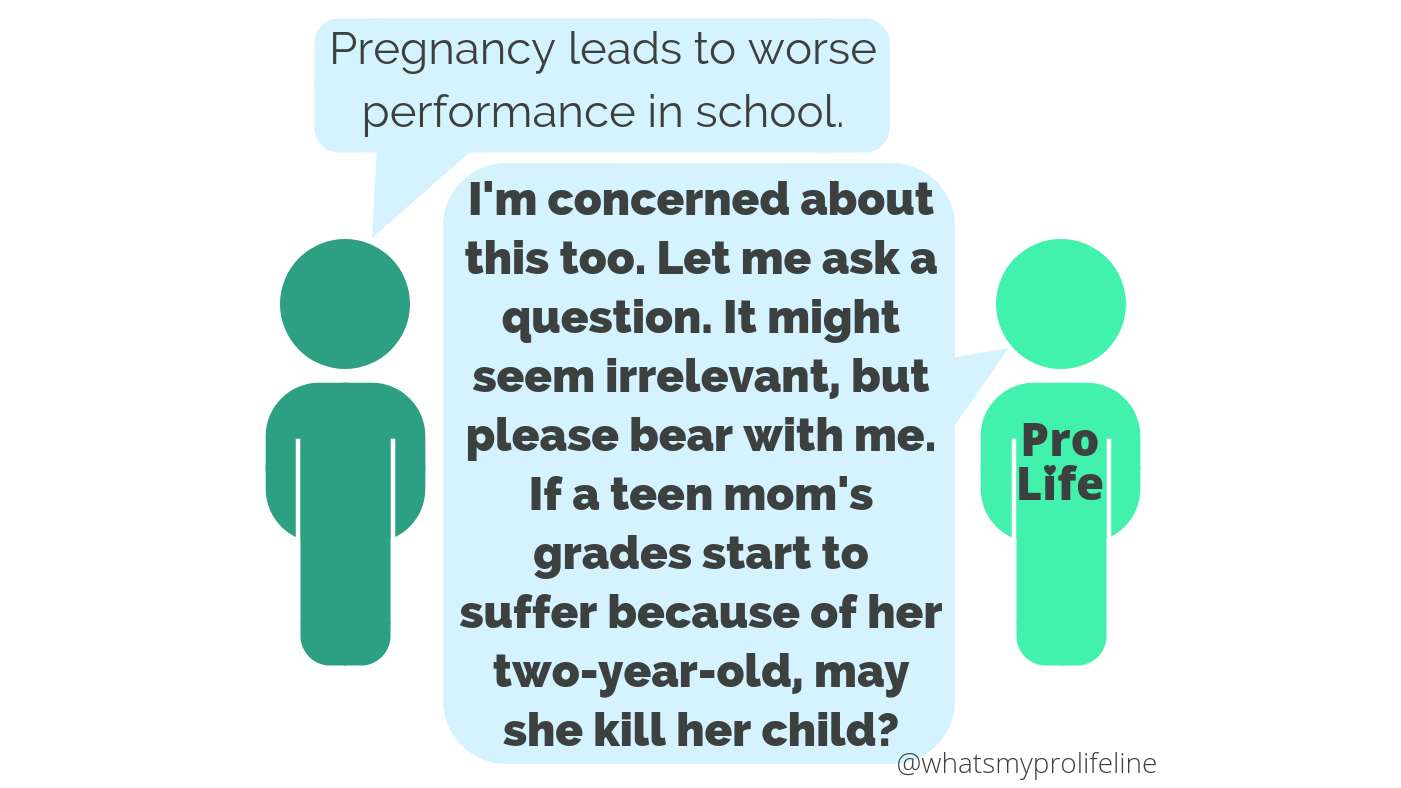 Pregnancy leads to worse
performance in school.
I'm concerned about
this too. Let me ask a
question. It might
seem irrelevant, but
please bear with me.
If a teen mom's
grades start to
suffer because of her
two-year-old, may
she kill her child?
Pro
Life
@whatsmyprolifeline